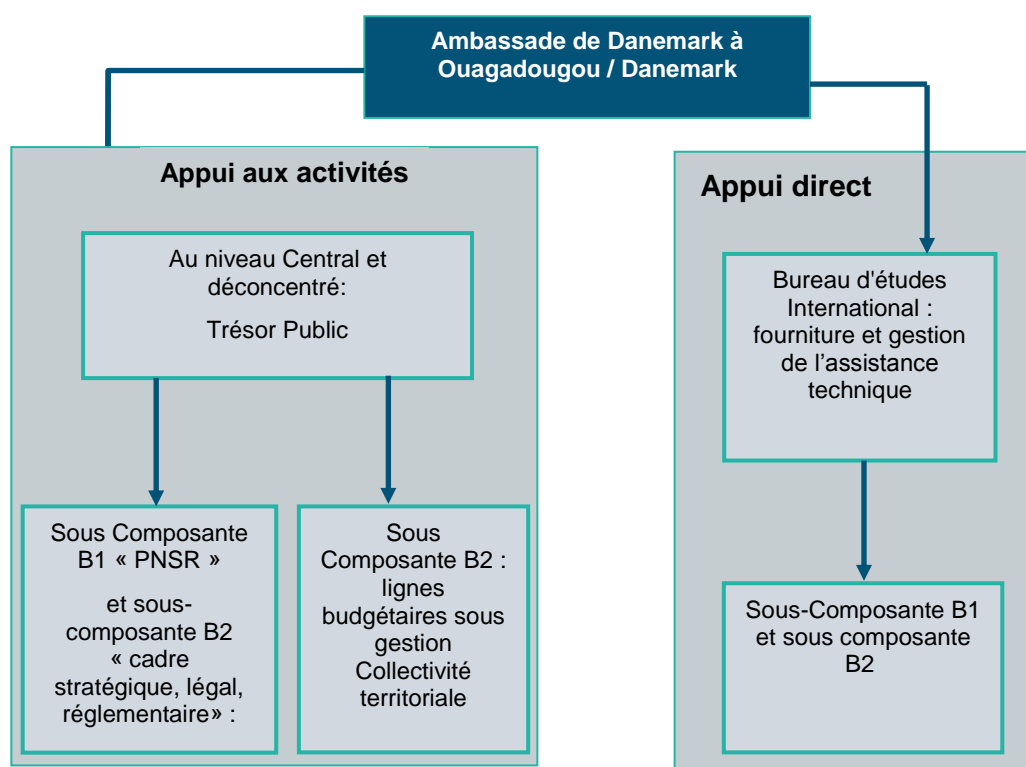 Ambassade de Danemark à
Ouagadougou / Danemark
Appui aux activités
Au niveau Central et
déconcentré:
Trésor Public
Sous Composante
B1 « PNSR »
et sous-
composante B2
« cadre
stratégique, légal,
réglementaire» :
Sous
Composante B2 :
lignes
budgétaires sous
gestion
Collectivité
territoriale
Appui direct
Bureau d'études
International :
fourniture et gestion
de l’assistance
technique
Sous-Composante B1
et sous composante
B2